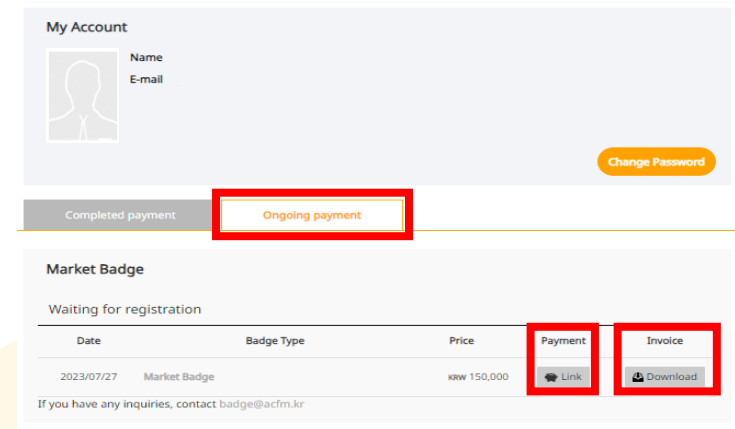 My Account
Name
E-mail
Change Password
Completed payment Ongoing payment
Market Badge
Waiting for registration
Date Badge Type Price Payment Invoice
2023/07/27 Market Badge KRW 150,000 Link Download
If you have any inquiries, contact badge@acfm.kr